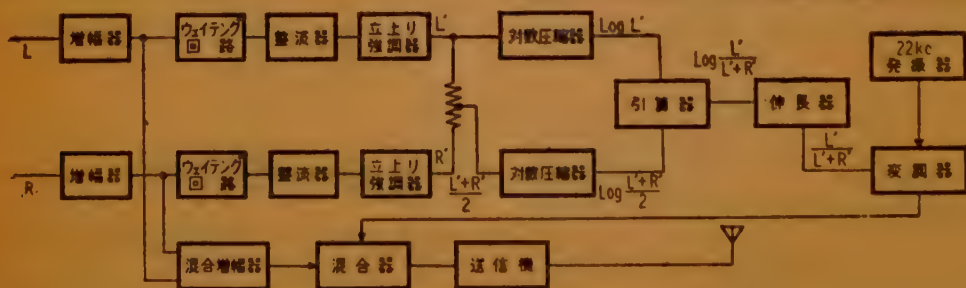 L
増幅器
ウェイテング
回路
整流器
立上り
強調器
L′
対数圧縮器
Log L′
引算器
Log L′/L′+R′
伸長器
22kc
発振器
R
増幅器
ウェイテング
回路
整流器
立上り
強調器
R′
L′+R′/2
対数圧縮器
Log L′+R′/2
L′/L′+R′
変調器
混合増幅器
混合器
送信機